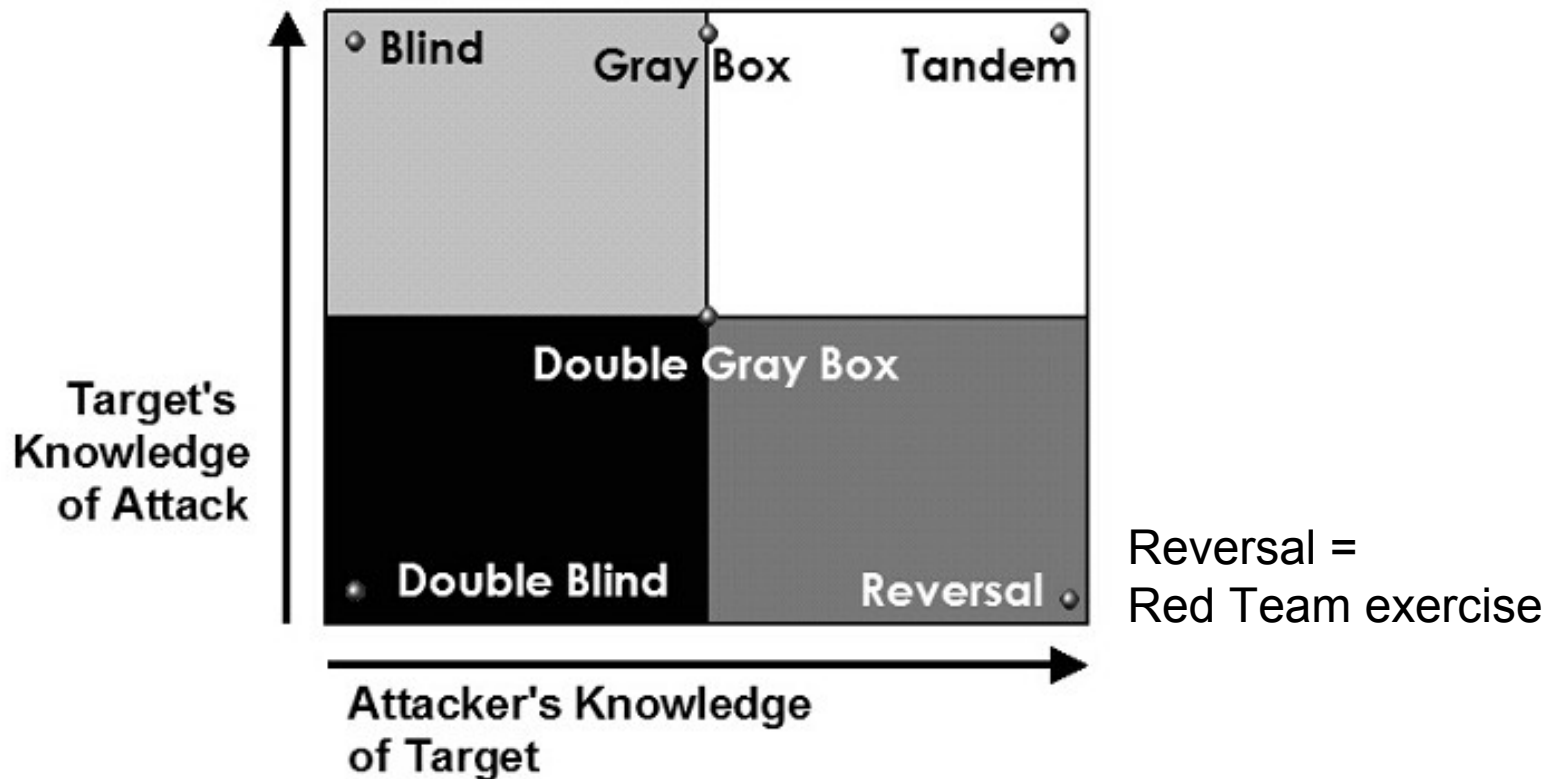 Blind
Gray Box
Tandem
Double Gray Box
Target's
Knowledge
of Attack
Double Blind
Reversal
Reversal =
Red Team exercise
Attacker's Knowledge
of Target